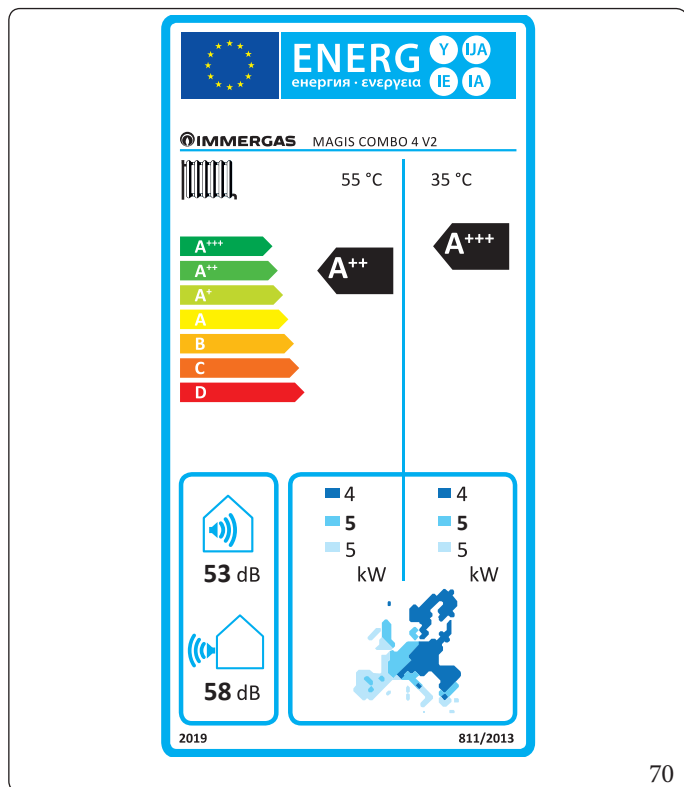 ENERG Y IJA
енергия · ενεργεια IE IA
IMMERGAS MAGIS COMBO 4 V2
55 °C 35 °C
A+++
A++
A+
A
B
C
D
A++
A+++
53 dB
58 dB
4 4
5 5
5 5
kW kW
2019 811/2013
70